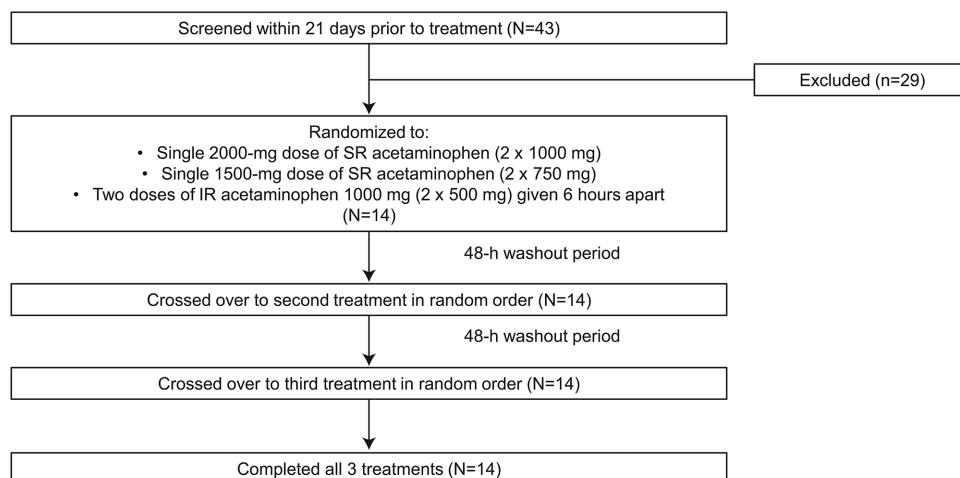 Screened within 21 days prior to treatment (N=43)
Excluded (n=29)
Randomized to:
• Single 2000-mg dose of SR acetaminophen (2 x 1000 mg)
• Single 1500-mg dose of SR acetaminophen (2 x 750 mg)
• Two doses of IR acetaminophen 1000 mg (2 x 500 mg) given 6 hours apart
(N=14)
48-h washout period
Crossed over to second treatment in random order (N=14)
48-h washout period
Crossed over to third treatment in random order (N=14)
Completed all 3 treatments (N=14)